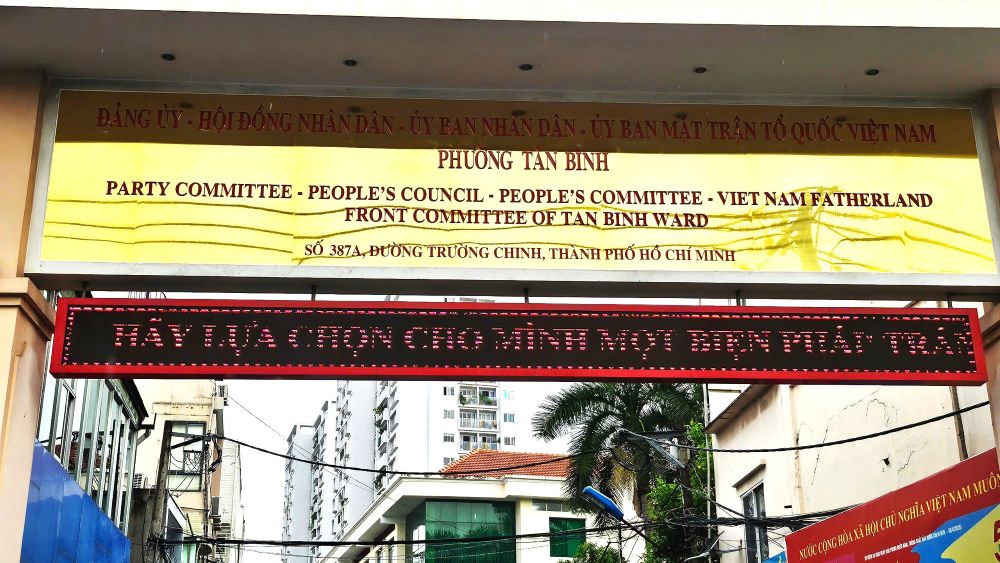 ĐẢNG ỦY - HỘI ĐỒNG NHÂN DÂN - ỦY BAN NHÂN DÂN - ỦY BAN MẶT TRẬN TỔ QUỐC VIỆT NAM
PHƯỜNG TÂN BÌNH
PARTY COMMITTEE - PEOPLE'S COUNCIL - PEOPLE'S COMMITTEE - VIET NAM FATHERLAND
FRONT COMMITTEE OF TAN BINH WARD
SỐ 387A, ĐƯỜNG TRƯỜNG CHINH, THÀNH PHỐ HỒ CHÍ MINH
HÃY LỰA CHỌN CHO MÌNH MỘT BIỆN PHÁP TRÁN
NƯỚC CỘNG HÒA XÃ HỘI CHỦ NGHĨA VIỆT NAM MUÔN